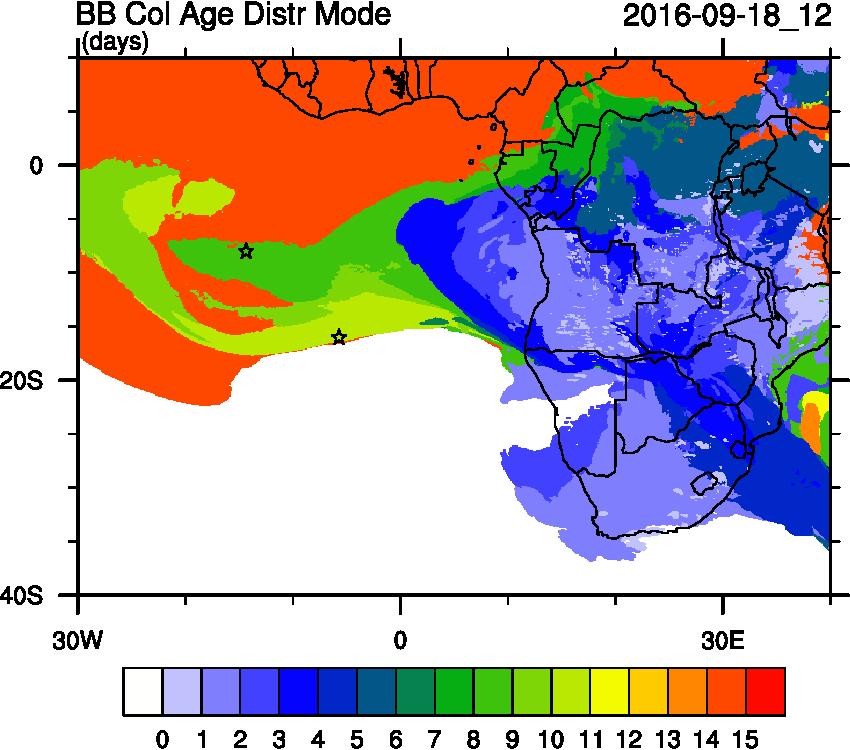 BB Col Age Distr Mode 2016-09-18_12
(days)
0
20S
40S
30W 0 30E
0 1 2 3 4 5 6 7 8 9 10 11 12 13 14 15